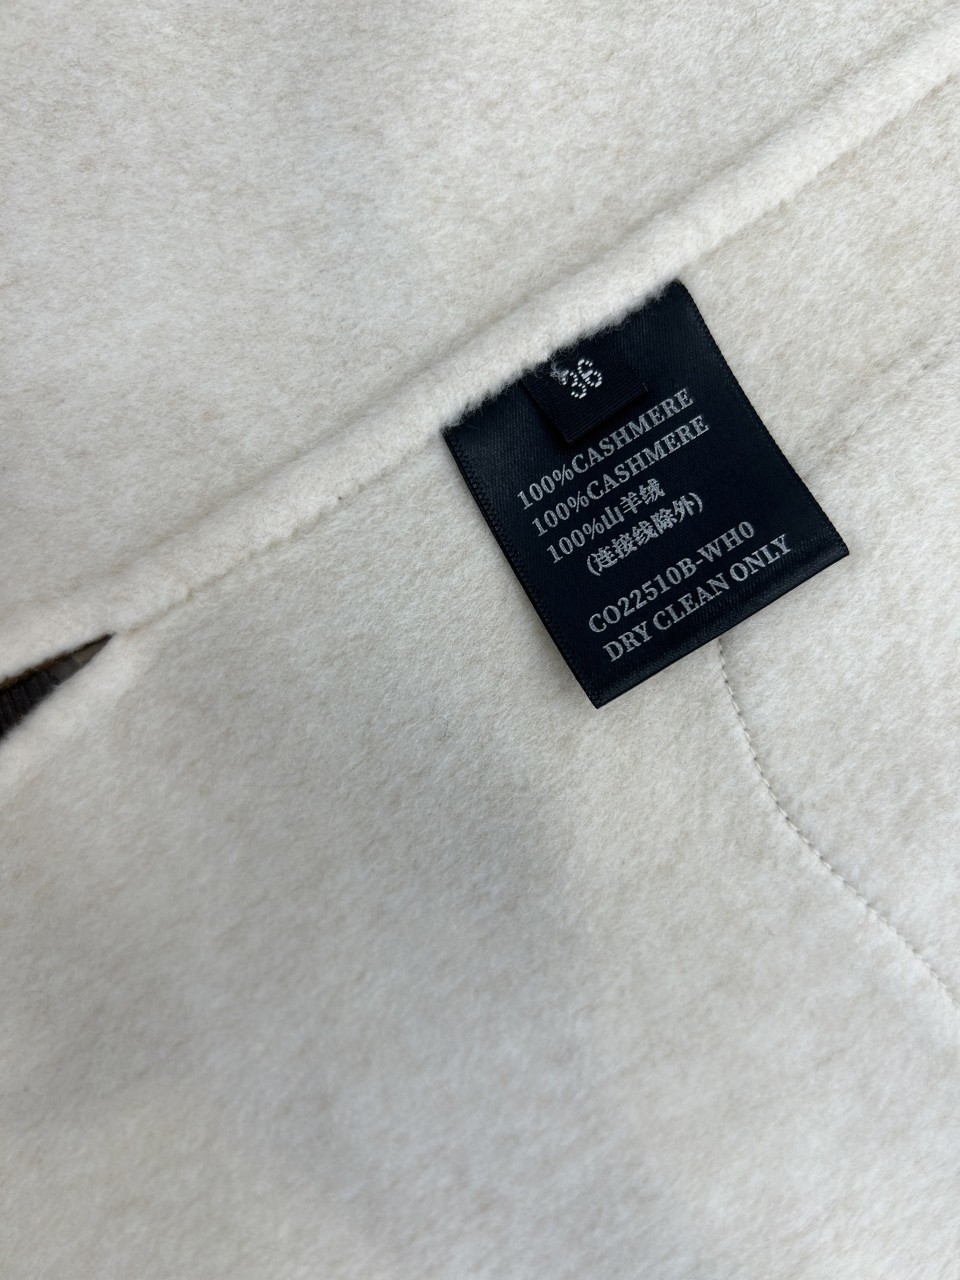 36
100%CASHMERE
100%CASHMERE
100%山羊绒
(连接线除外)
CO22510B-WH0
DRY CLEAN ONLY